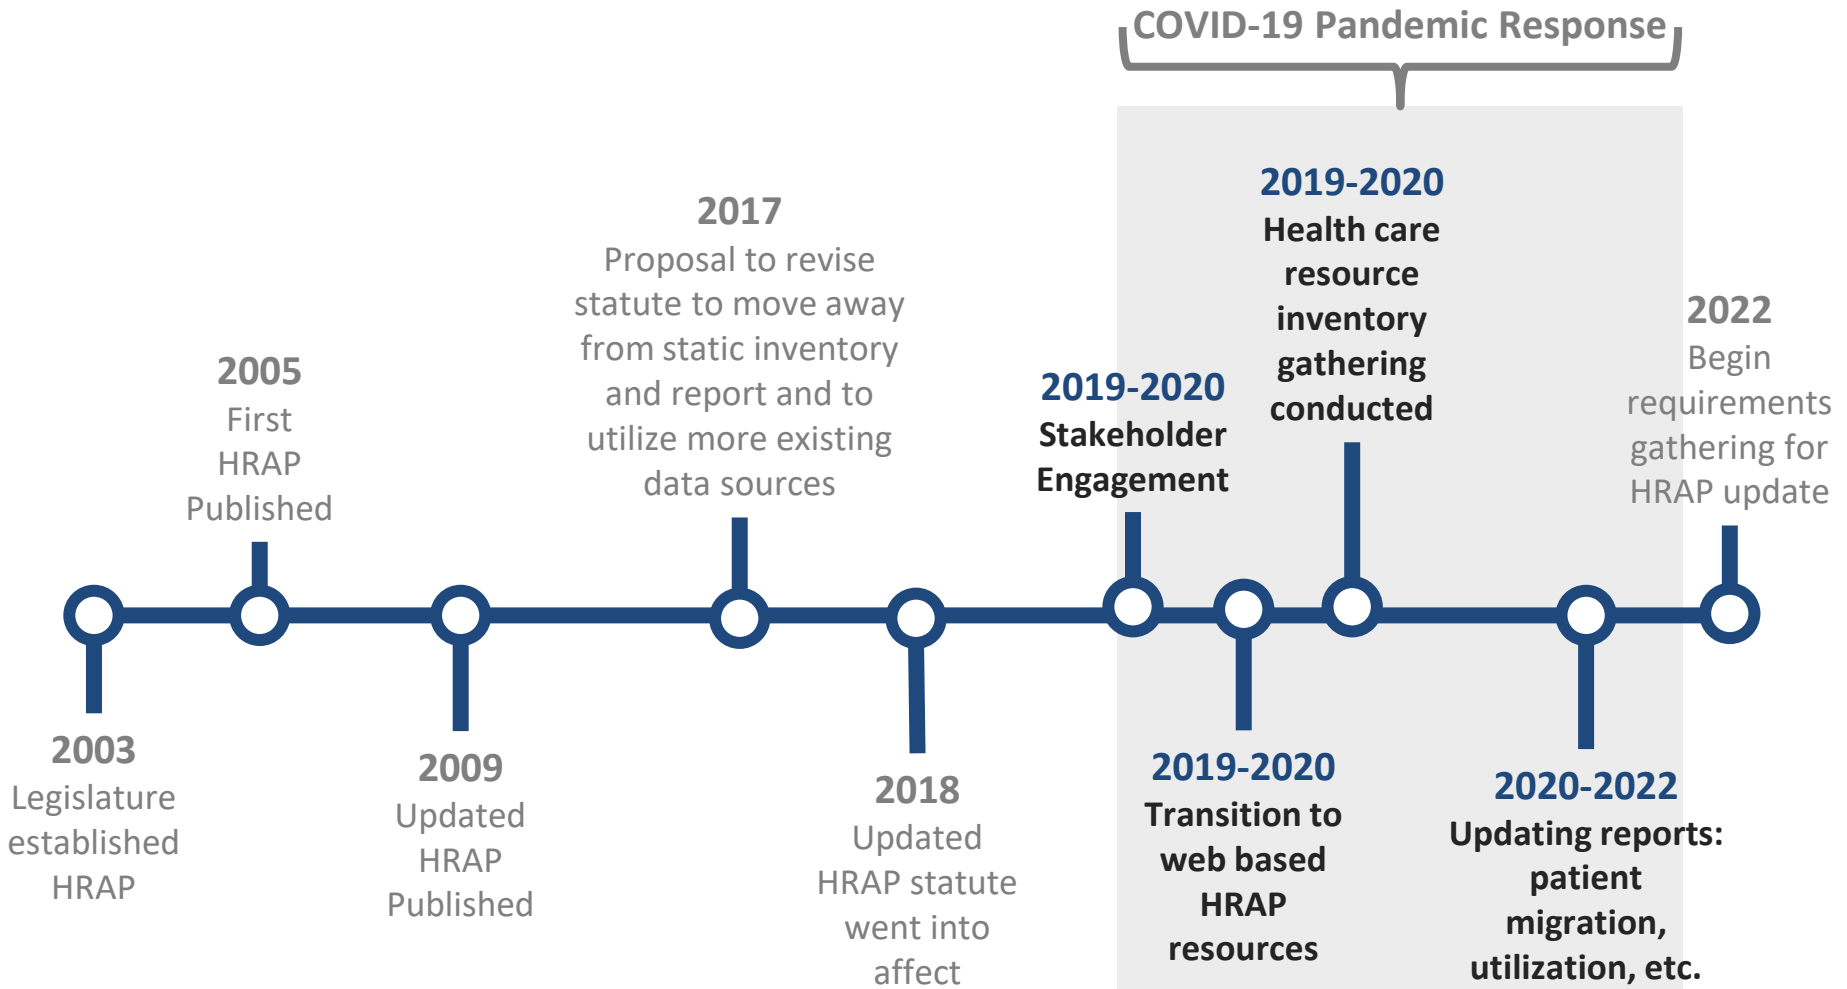 COVID-19 Pandemic Response
2003
Legislature
established
HRAP
2005
First
HRAP
Published
2009
Updated
HRAP
Published
2017
Proposal to revise
statute to move away
from static inventory
and report and to
utilize more existing
data sources
2018
Updated
HRAP statute
went into
affect
2019-2020
Stakeholder
Engagement
2019-2020
Transition to
web based
HRAP
resources
2019-2020
Health care
resource
inventory
gathering
conducted
2020-2022
Updating reports:
patient
migration,
utilization, etc.
2022
Begin
requirements
gathering for
HRAP update